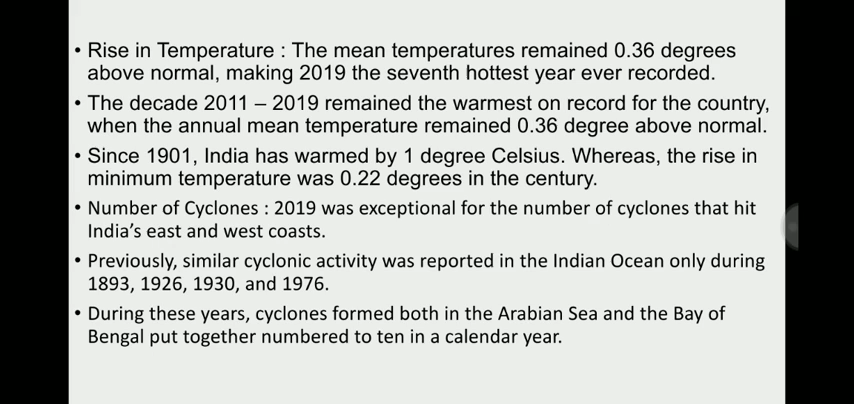 • Rise in Temperature : The mean temperatures remained 0.36 degrees
above normal, making 2019 the seventh hottest year ever recorded.
• The decade 2011 – 2019 remained the warmest on record for the country,
when the annual mean temperature remained 0.36 degree above normal.
• Since 1901, India has warmed by 1 degree Celsius. Whereas, the rise in
minimum temperature was 0.22 degrees in the century.
• Number of Cyclones : 2019 was exceptional for the number of cyclones that hit
India’s east and west coasts.
• Previously, similar cyclonic activity was reported in the Indian Ocean only during
1893, 1926, 1930, and 1976.
• During these years, cyclones formed both in the Arabian Sea and the Bay of
Bengal put together numbered to ten in a calendar year.